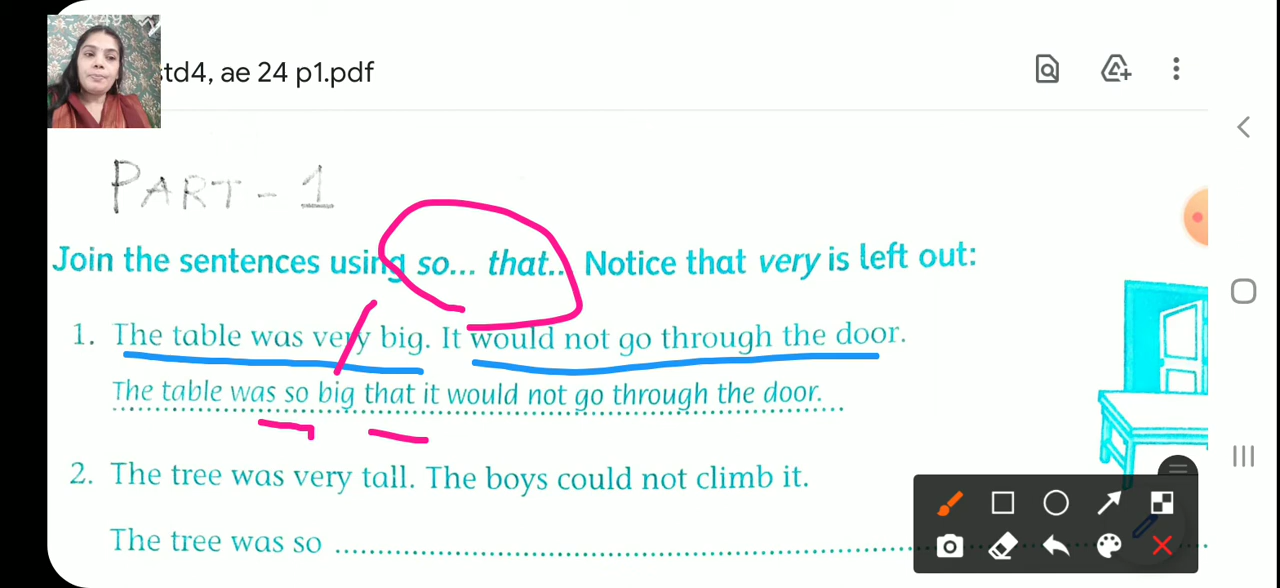 std4, ae 24 p1.pdf
PART - 1
Join the sentences using so... that.. Notice that very is left out:
1. The table was very big. It would not go through the door.
The table was so big that it would not go through the door.
2. The tree was very tall. The boys could not climb it.
The tree was so